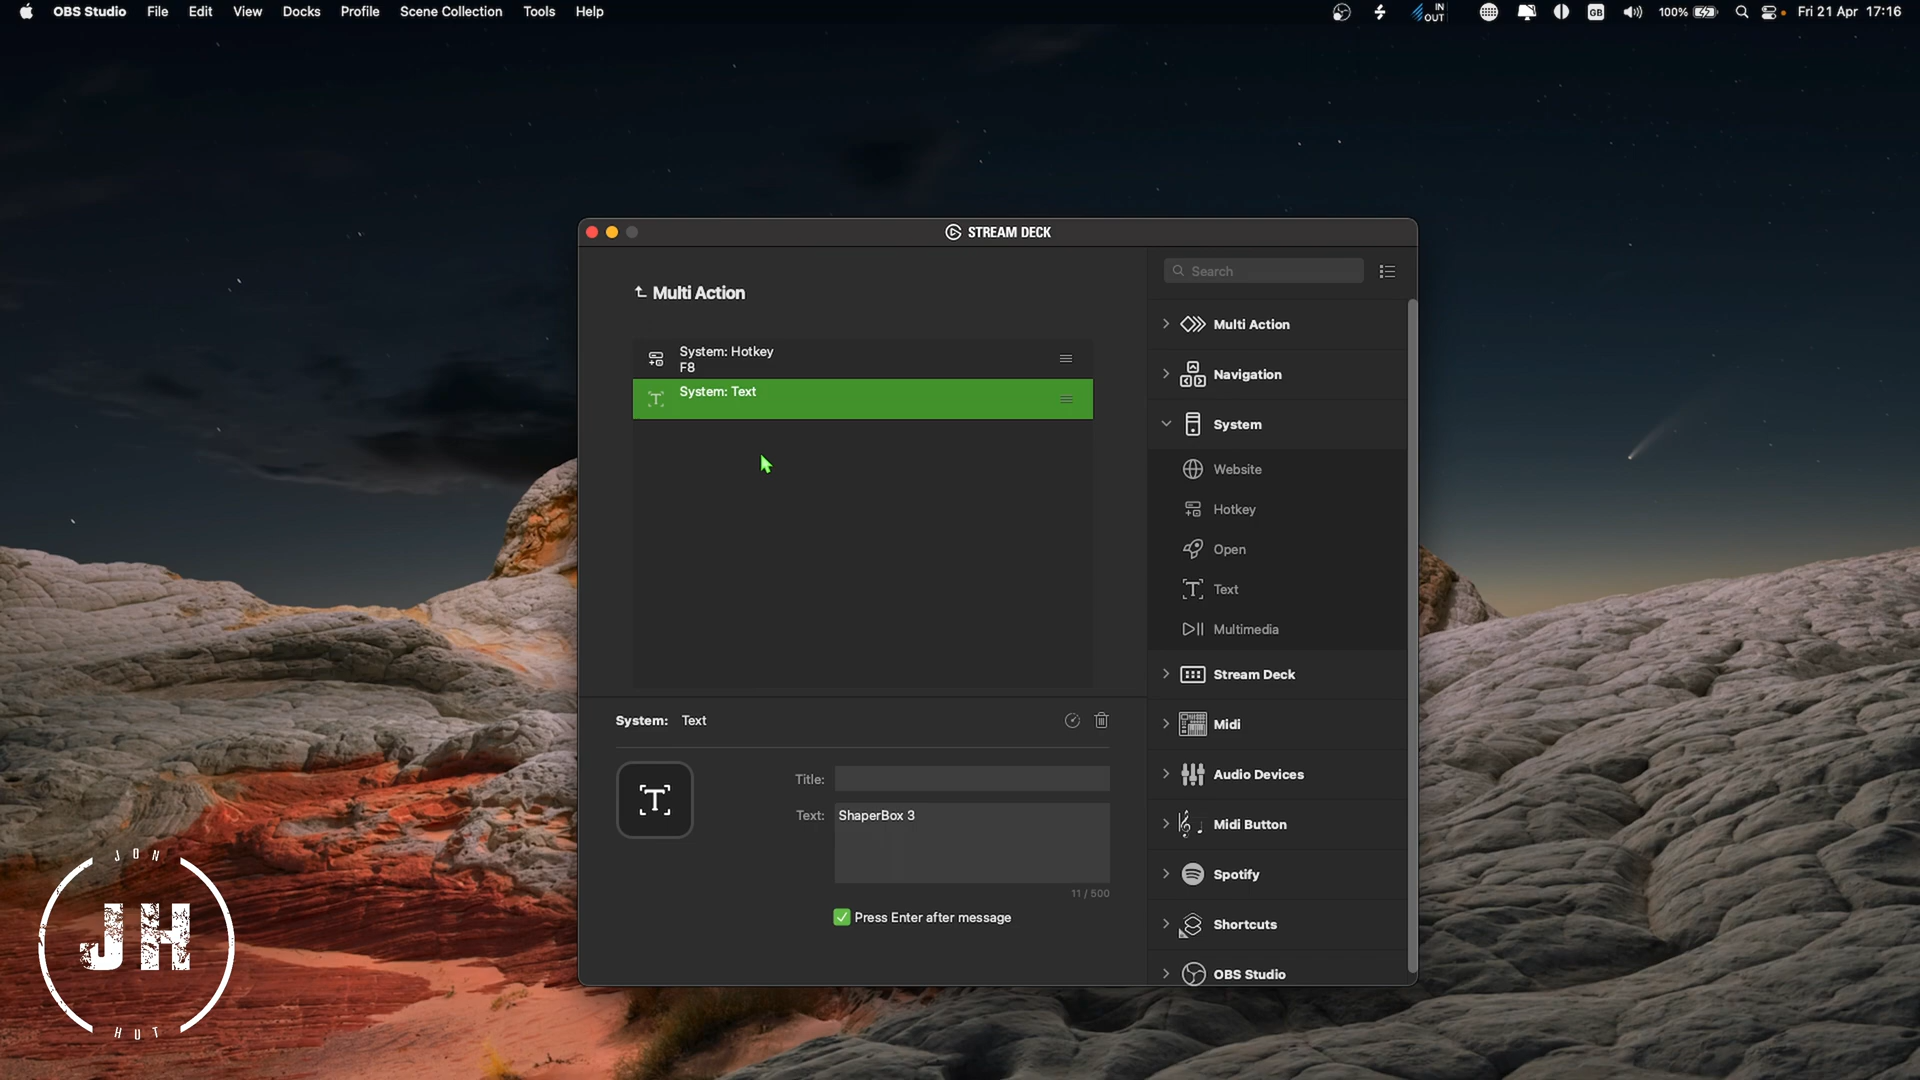 OBS Studio File Edit View Docks Profile Scene Collection Tools Help IN OUT GB 100% Fri 21 Apr 17:16
STREAM DECK
Search
Multi Action
Multi Action
System: Hotkey
F8
System: Text
Navigation
System
Website
Hotkey
Open
Text
Multimedia
Stream Deck
Midi
Audio Devices
Midi Button
Spotify
Shortcuts
OBS Studio
System: Text
Title:
Text: ShaperBox 3
11 / 500
Press Enter after message
JON
JH
HUT